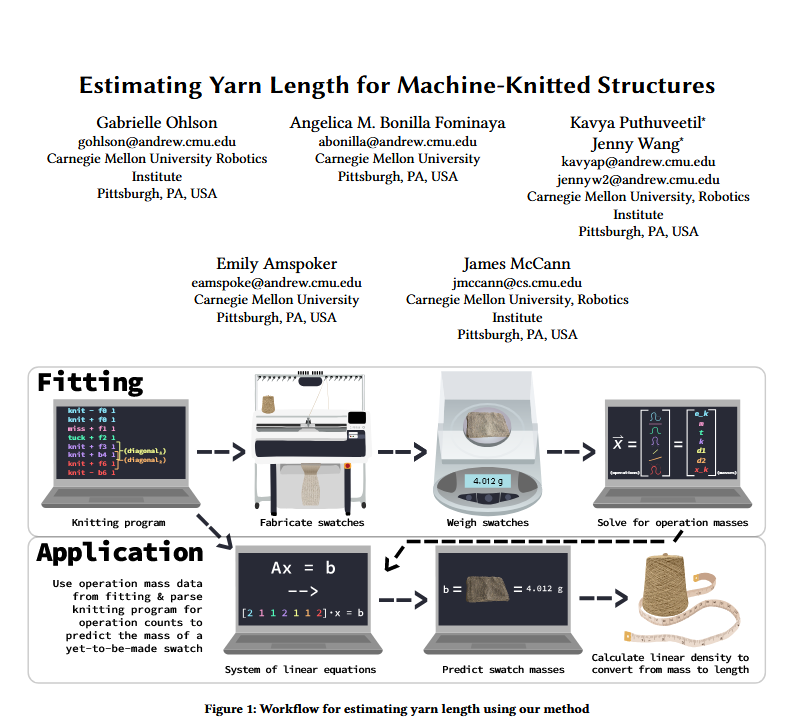 Estimating Yarn Length for Machine-Knitted Structures
Gabrielle Ohlson
gohlson@andrew.cmu.edu
Carnegie Mellon University Robotics
Institute
Pittsburgh, PA, USA
Angelica M. Bonilla Fominaya
abonilla@andrew.cmu.edu
Carnegie Mellon University
Pittsburgh, PA, USA
Kavya Puthuveetil*
Jenny Wang*
kavyap@andrew.cmu.edu
jennyw2@andrew.cmu.edu
Carnegie Mellon University, Robotics
Institute
Pittsburgh, PA, USA
Emily Amspoker
eamspoke@andrew.cmu.edu
Carnegie Mellon University
Pittsburgh, PA, USA
James McCann
jmccann@cs.cmu.edu
Carnegie Mellon University, Robotics
Institute
Pittsburgh, PA, USA
Fitting
knit - f0 1
knit + f0 1
miss + f1 1
tuck + f2 1
knit + f3 1
knit + b4 1
knit + f6 1
knit - b6 1
(diagonal₁)
(diagonal₂)
Knitting program
Fabricate swatches
4.012 g
Weigh swatches
x =
=
m
t
k
d1
d2
x_k
(masses)
Solve for operation masses
Application
Use operation mass data
from fitting & parse
knitting program for
operation counts to
predict the mass of a
yet-to-be-made swatch
Ax = b
-->
[2 1 1 2 1 1 2]·x = b
System of linear equations
b = = 4.012 g
Predict swatch masses
Calculate linear density to
convert from mass to length
Figure 1: Workflow for estimating yarn length using our method